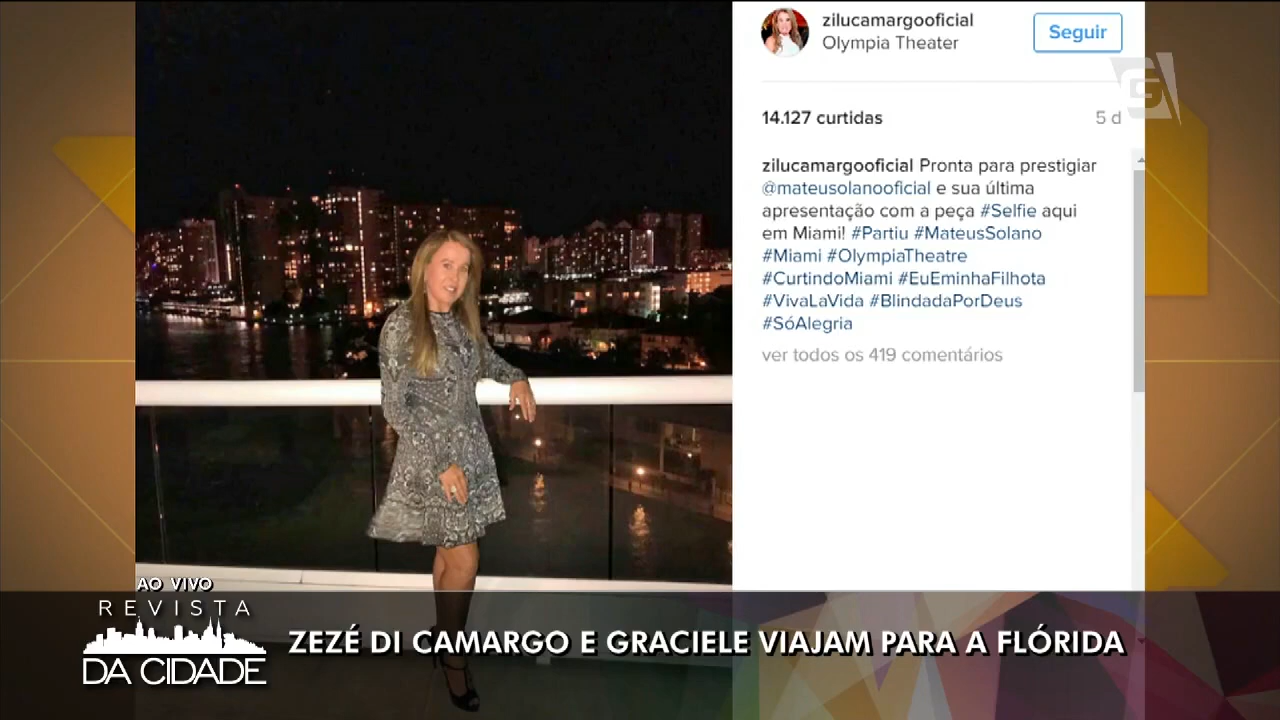 zilucamargooficial
Olympia Theater
Seguir
G
14.127 curtidas
5 d
zilucamargooficial Pronta para prestigiar
@mateusolanooficial e sua última
apresentação com a peça #Selfie aqui
em Miami! #Partiu #MateusSolano
#Miami #OlympiaTheatre
#CurtindoMiami #EuEminhaFilhota
#VivaLaVida #BlindadaPorDeus
#SóAlegria
ver todos os 419 comentários
AO VIVO
REVISTA
DA CIDADE
ZEZÉ DI CAMARGO E GRACIELE VIAJAM PARA A FLÓRIDA